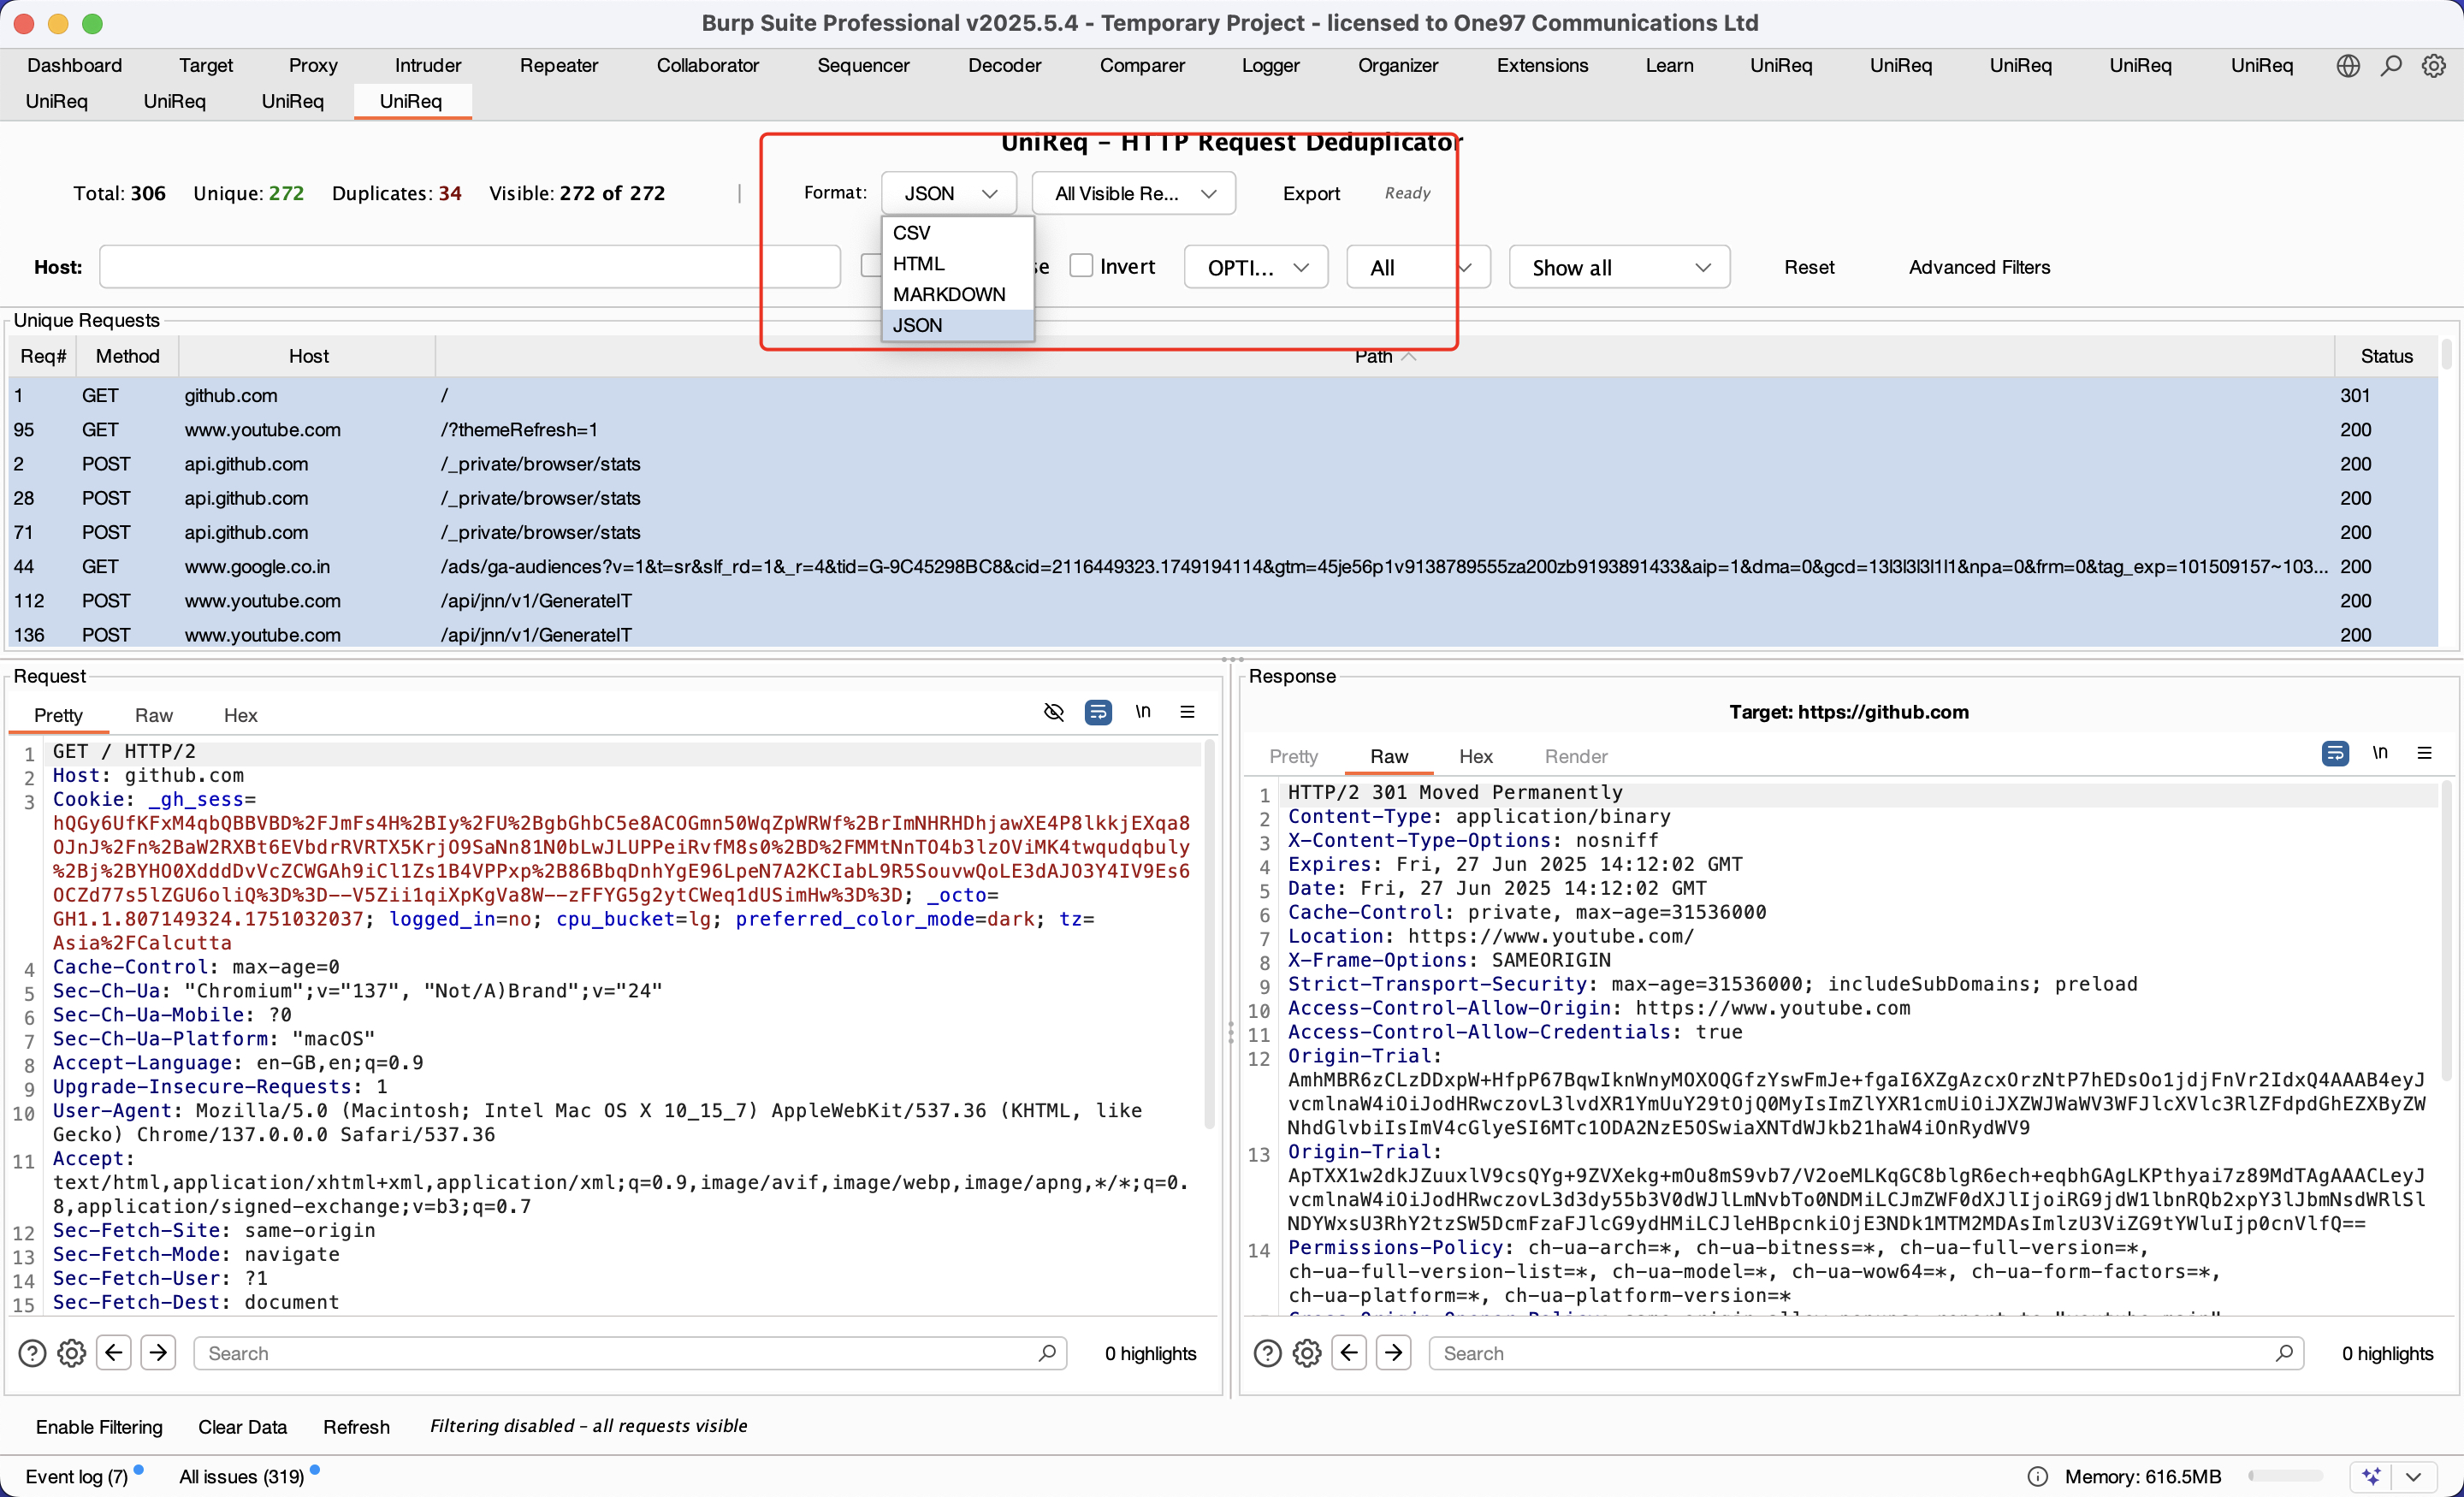 Burp Suite Professional v2025.5.4 - Temporary Project - licensed to One97 Communications Ltd
Dashboard Target Proxy Intruder Repeater Collaborator Sequencer Decoder Comparer Logger Organizer Extensions Learn UniReq UniReq UniReq UniReq UniReq
UniReq UniReq UniReq UniReq
UniReq – HTTP Request Deduplicator
Total: 306 Unique: 272 Duplicates: 34 Visible: 272 of 272 | Format: JSON All Visible Re... Export Ready
CSV
Host: HTML se Invert OPTI... All Show all Reset Advanced Filters
MARKDOWN
JSON
Unique Requests
Req# Method Host Path Status
1 GET github.com / 301
95 GET www.youtube.com /?themeRefresh=1 200
2 POST api.github.com /_private/browser/stats 200
28 POST api.github.com /_private/browser/stats 200
71 POST api.github.com /_private/browser/stats 200
44 GET www.google.co.in /ads/ga-audiences?v=1&t=sr&slf_rd=1&_r=4&tid=G-9C45298BC8&cid=2116449323.1749194114&gtm=45je56p1v9138789555za200zb9193891433&aip=1&dma=0&gcd=13l3l3l3l1l1&npa=0&frm=0&tag_exp=101509157~103... 200
112 POST www.youtube.com /api/jnn/v1/GenerateIT 200
136 POST www.youtube.com /api/jnn/v1/GenerateIT 200
Request
Pretty Raw Hex \n
1 GET / HTTP/2
2 Host: github.com
3 Cookie: _gh_sess=
hQGy6UfKFxM4qbQBBVBD%2FJmFs4H%2BIy%2FU%2BgbGhbC5e8ACOGmn50WqZpWRWf%2BrImNHRHDhjawXE4P8lkkjEXqa8
OJnJ%2Fn%2BaW2RXBt6EVbdrRVRTX5KrjO9SaNn81N0bLwJLUPPeiRvfM8s0%2BD%2FMMtNnTO4b3lzOViMK4twqudqbuly
%2Bj%2BYHO0XdddDvVcZCWGAh9iCl1Zs1B4VPPxp%2B86BbqDnhYgE96LpeN7A2KCIabL9R5SouvwQoLE3dAJO3Y4IV9Es6
OCZd77s5lZGU6oliQ%3D%3D--V5Zii1qiXpKgVa8W--zFFYG5g2ytCWeq1dUSimHw%3D%3D; _octo=
GH1.1.807149324.1751032037; logged_in=no; cpu_bucket=lg; preferred_color_mode=dark; tz=
Asia%2FCalcutta
4 Cache-Control: max-age=0
5 Sec-Ch-Ua: "Chromium";v="137", "Not/A)Brand";v="24"
6 Sec-Ch-Ua-Mobile: ?0
7 Sec-Ch-Ua-Platform: "macOS"
8 Accept-Language: en-GB,en;q=0.9
9 Upgrade-Insecure-Requests: 1
10 User-Agent: Mozilla/5.0 (Macintosh; Intel Mac OS X 10_15_7) AppleWebKit/537.36 (KHTML, like
Gecko) Chrome/137.0.0.0 Safari/537.36
11 Accept:
text/html,application/xhtml+xml,application/xml;q=0.9,image/avif,image/webp,image/apng,*/*;q=0.
8,application/signed-exchange;v=b3;q=0.7
12 Sec-Fetch-Site: same-origin
13 Sec-Fetch-Mode: navigate
14 Sec-Fetch-User: ?1
15 Sec-Fetch-Dest: document
Search 0 highlights
Response
Target: https://github.com
Pretty Raw Hex Render \n
1 HTTP/2 301 Moved Permanently
2 Content-Type: application/binary
3 X-Content-Type-Options: nosniff
4 Expires: Fri, 27 Jun 2025 14:12:02 GMT
5 Date: Fri, 27 Jun 2025 14:12:02 GMT
6 Cache-Control: private, max-age=31536000
7 Location: https://www.youtube.com/
8 X-Frame-Options: SAMEORIGIN
9 Strict-Transport-Security: max-age=31536000; includeSubDomains; preload
10 Access-Control-Allow-Origin: https://www.youtube.com
11 Access-Control-Allow-Credentials: true
12 Origin-Trial:
AmhMBR6zCLzDDxpW+HfpP67BqwIknWnyMOXOQGfzYswFmJe+fgaI6XZgAzcxOrzNtP7hEDsOo1jdjFnVr2IdxQ4AAAB4eyJ
vcmlnaW4iOiJodHRwczovL3lvdXR1YmUuY29tOjQ0MyIsImZlYXR1cmUiOiJXZWJWaWV3WFJlcXVlc3RlZFdpdGhEZXByZW
NhdGlvbiIsImV4cGlyeSI6MTc1ODA2NzE5OSwiaXNTdWJkb21haW4iOnRydWV9
13 Origin-Trial:
ApTXX1w2dkJZuuxlV9csQYg+9ZVXekg+mOu8mS9vb7/V2oeMLKqGC8blgR6ech+eqbhGAgLKPthyai7z89MdTAgAAACLeyJ
vcmlnaW4iOiJodHRwczovL3d3dy55b3V0dWJlLmNvbTo0NDMiLCJmZWF0dXJlIjoiRG9jdW1lbnRQb2xpY3lJbmNsdWRlSl
NDYWxsU3RhY2tzSW5DcmFzaFJlcG9ydHMiLCJleHBpcnkiOjE3NDk1MTM2MDAsImlzU3ViZG9tYWluIjp0cnVlfQ==
14 Permissions-Policy: ch-ua-arch=*, ch-ua-bitness=*, ch-ua-full-version=*,
ch-ua-full-version-list=*, ch-ua-model=*, ch-ua-wow64=*, ch-ua-form-factors=*,
ch-ua-platform=*, ch-ua-platform-version=*
Search 0 highlights
Enable Filtering Clear Data Refresh Filtering disabled – all requests visible
Event log (7) All issues (319) Memory: 616.5MB